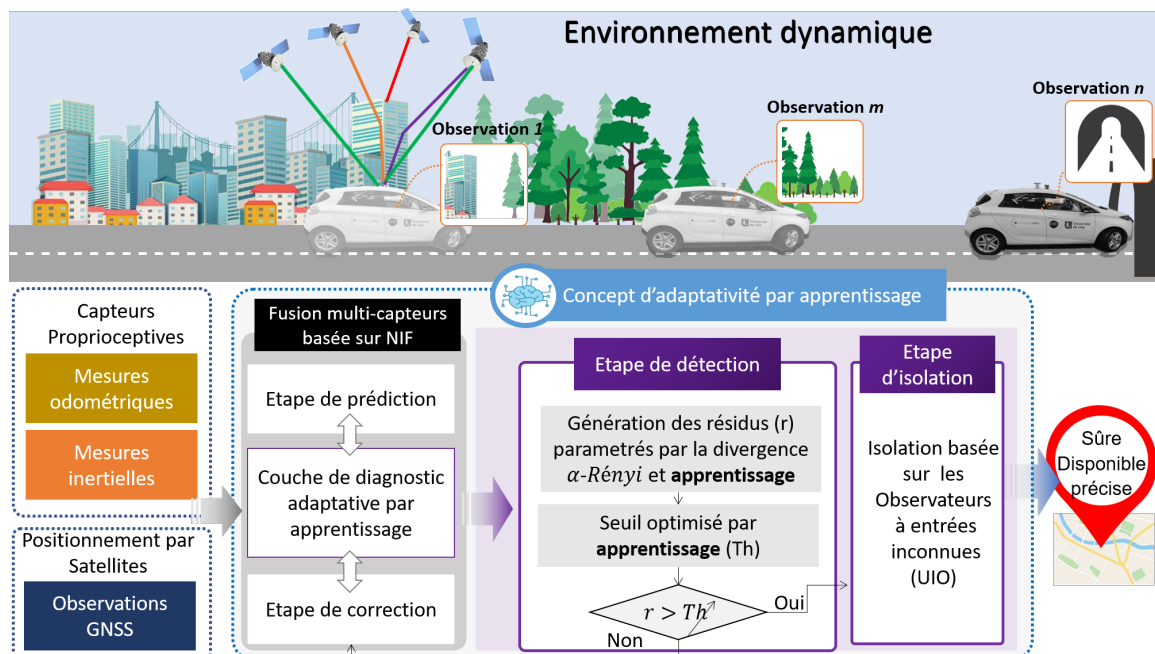 Environnement dynamique
Observation 1
Observation m
Observation n
Concept d'adaptativité par apprentissage
Capteurs
Proprioceptives
Mesures
odométriques
Mesures
inertielles
Positionnement par
Satellites
Observations
GNSS
Fusion multi-capteurs
basée sur NIF
Etape de prédiction
Couche de diagnostic
adaptative par
apprentissage
Etape de correction
Etape de détection
Génération des résidus (r)
parametrés par la divergence
α-Rényi et apprentissage
Seuil optimisé par
apprentissage (Th)
r > Th
Oui
Non
Etape
d'isolation
Isolation basée
sur les
Observateurs
à entrées
inconnues
(UIO)
Sûre
Disponible
précise